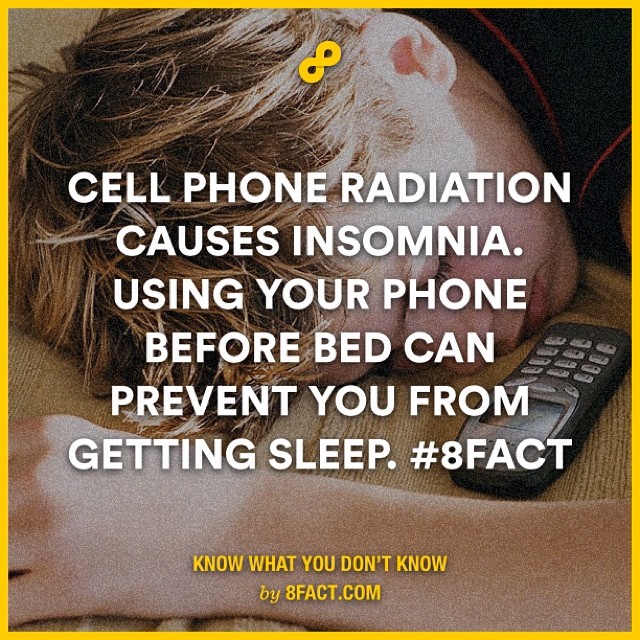 CELL PHONE RADIATION
CAUSES INSOMNIA.
USING YOUR PHONE
BEFORE BED CAN
PREVENT YOU FROM
GETTING SLEEP. #8FACT
KNOW WHAT YOU DON'T KNOW
by 8FACT.COM